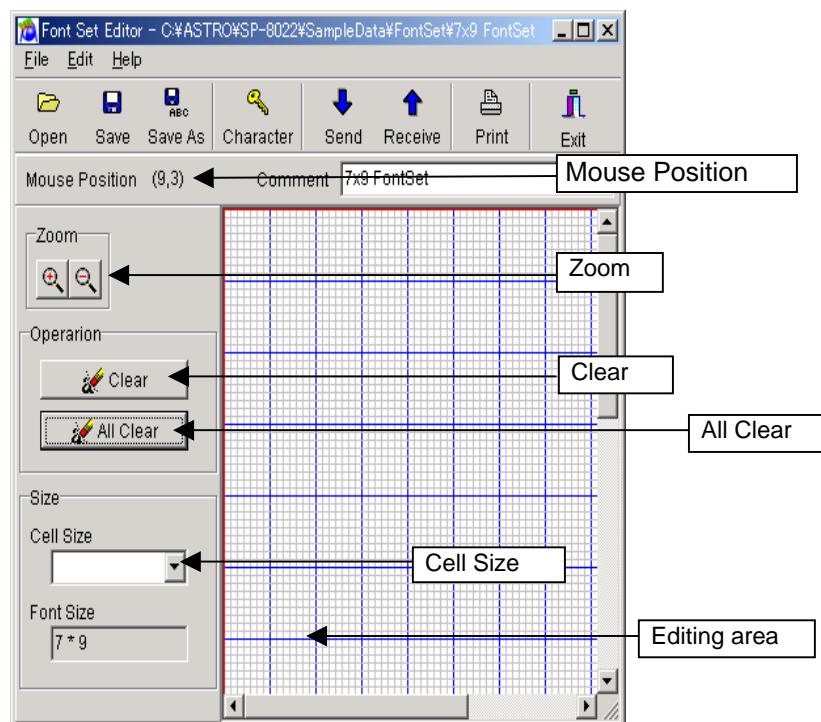 Font Set Editor - C:¥ASTRO¥SP-8022¥SampleData¥FontSet¥7x9 FontSet
File Edit Help
ABC
Open Save Save As Character Send Receive Print Exit
Mouse Position (9,3) Comment 7x9 FontSet Mouse Position
Zoom
Zoom
Operarion
Clear Clear
All Clear All Clear
Size
Cell Size
Cell Size
Font Size
7 * 9
Editing area